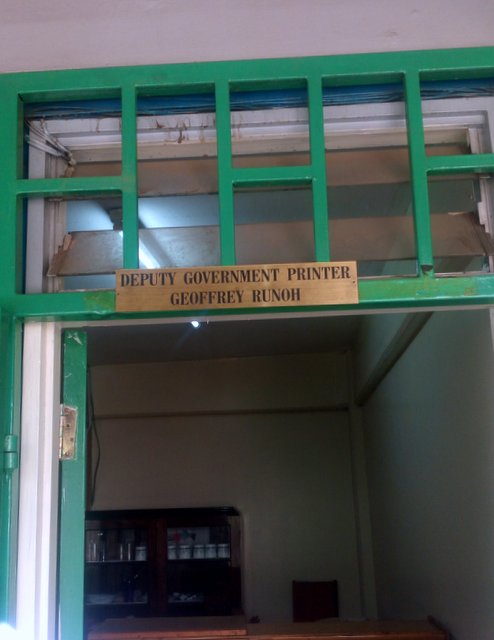 DEPUTY GOVERNMENT PRINTER
GEOFFREY RUNOH